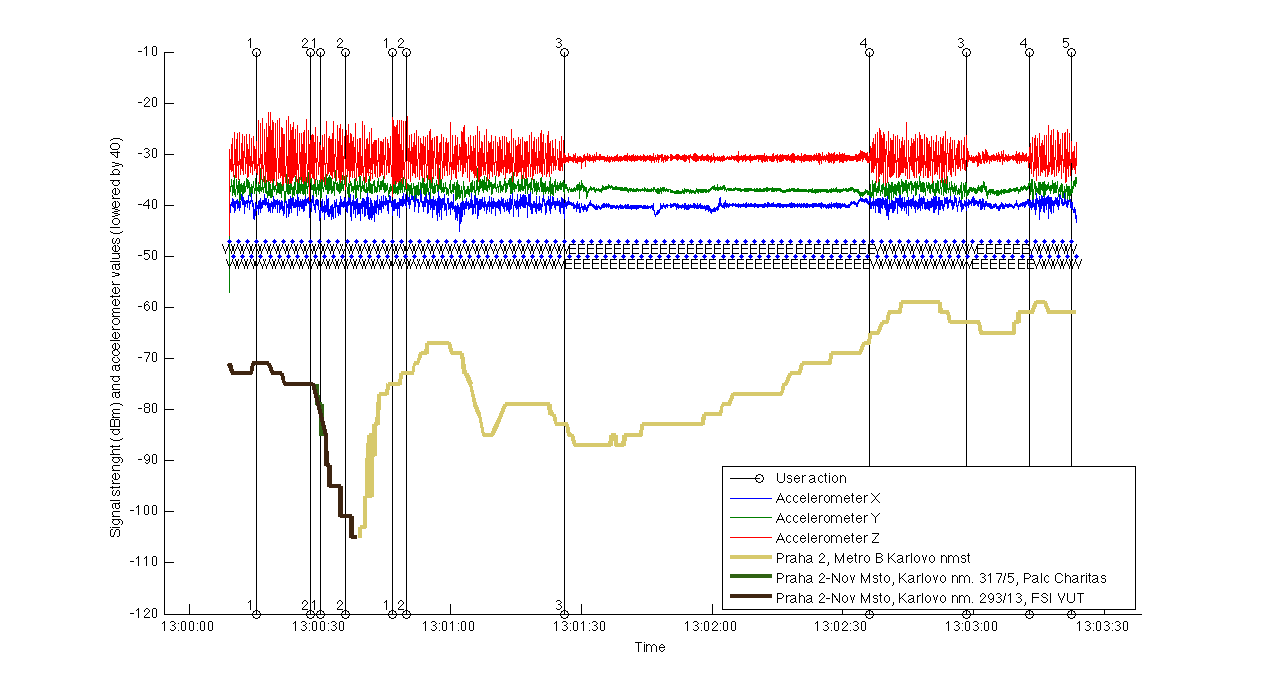 1 2 1 2 1 2 3 4 3 4 5
-10
-20
-30
-40
-50
-60
-70
-80
-90
-100
-110
-120
Signal strenght (dBm) and accelerometer values (lowered by 40)
User action
Accelerometer X
Accelerometer Y
Accelerometer Z
Praha 2, Metro B Karlovo nmst
Praha 2-Nov Msto, Karlovo nm. 317/5, Palc Charitas
Praha 2-Nov Msto, Karlovo nm. 293/13, FSI VUT
1 2 1 2 1 2 3
13:00:00 13:00:30 13:01:00 13:01:30 13:02:00 13:02:30 13:03:00 13:03:30
Time